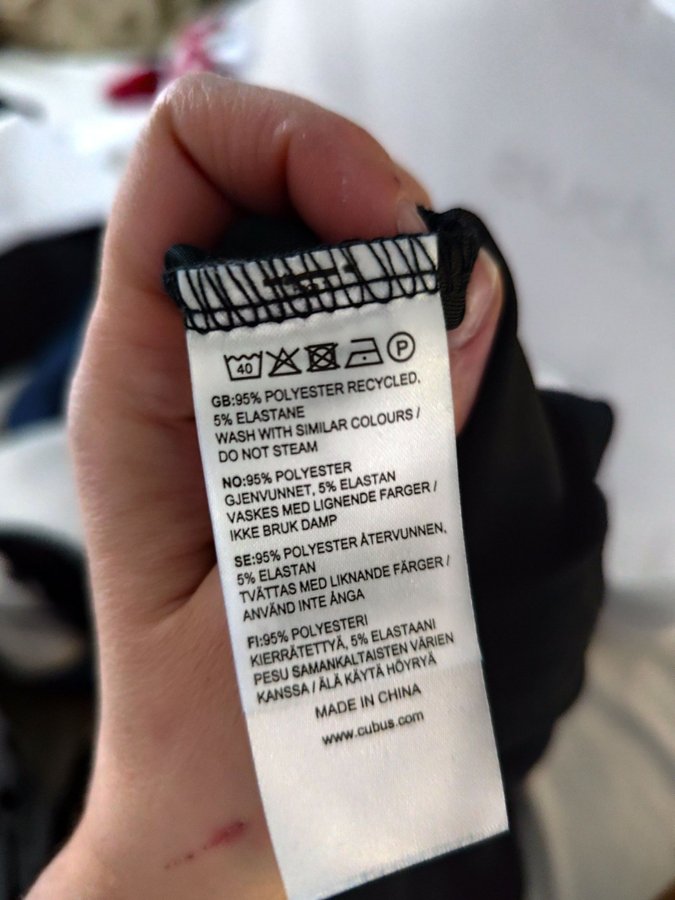 40 P
GB:95% POLYESTER RECYCLED,
5% ELASTANE
WASH WITH SIMILAR COLOURS /
DO NOT STEAM
NO:95% POLYESTER
GJENVUNNET, 5% ELASTAN
VASKES MED LIGNENDE FARGER /
IKKE BRUK DAMP
SE:95% POLYESTER ÅTERVUNNEN,
5% ELASTAN
TVÄTTAS MED LIKNANDE FÄRGER /
ANVÄND INTE ÅNGA
FI:95% POLYESTERI
KIERRÄTETTYÄ, 5% ELASTAANI
PESU SAMANKALTAISTEN VÄRIEN
KANSSA / ÄLÄ KÄYTÄ HÖYRYÄ
MADE IN CHINA
www.cubus.com